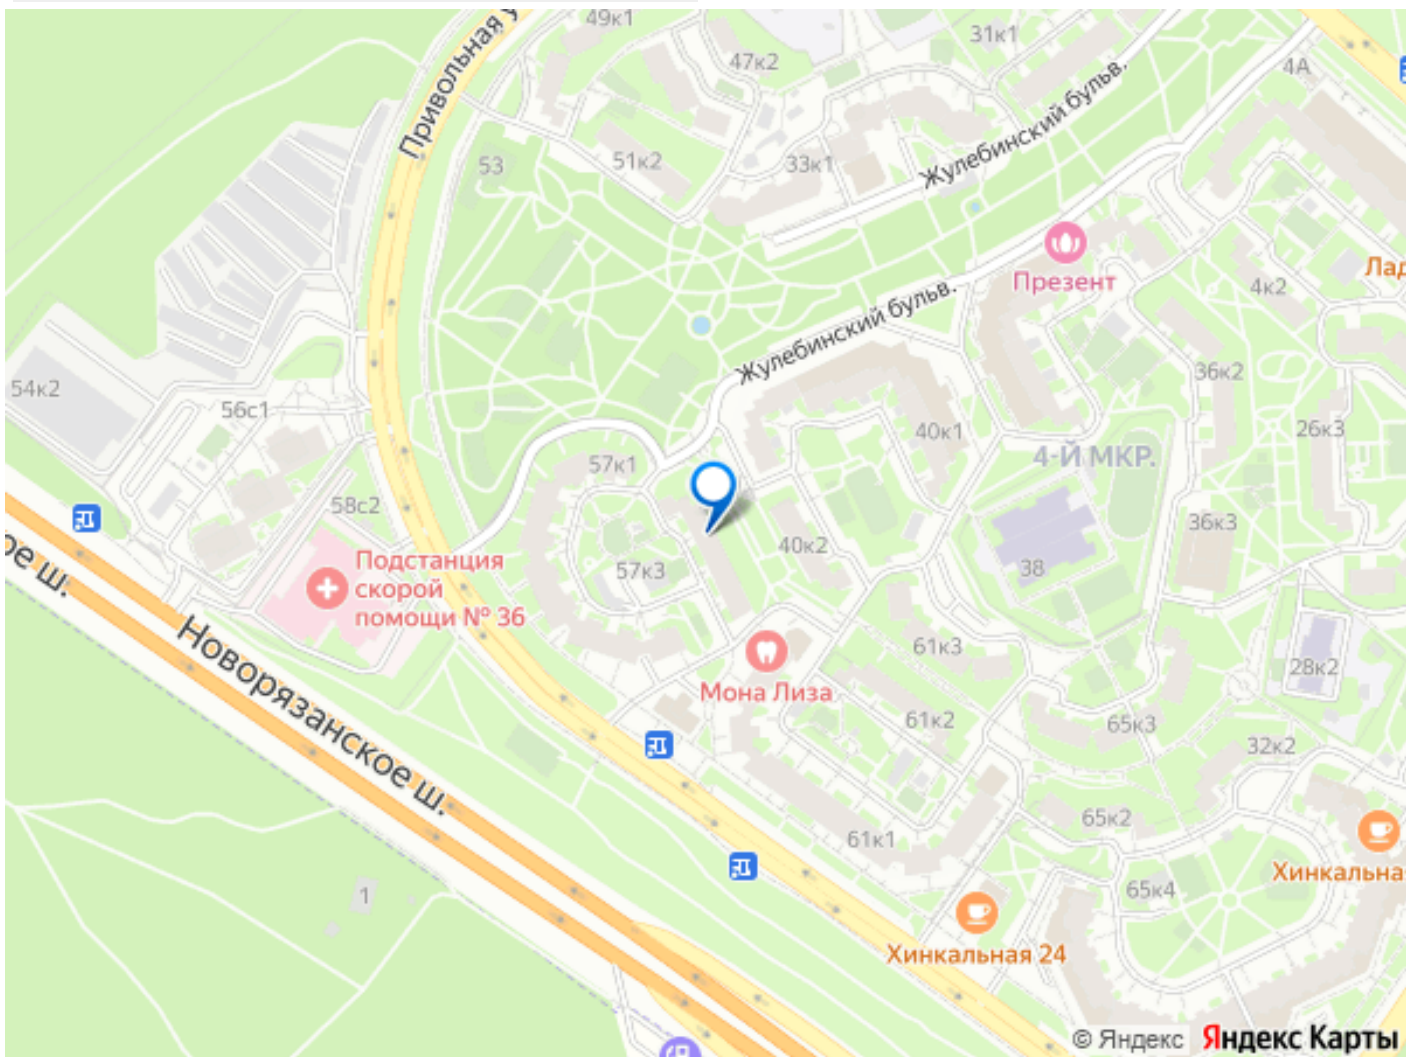 49к1
31к1
47к2
4А
Привольная у
Жулебинский бульв.
53
51к2
33к1
Презент
Лад
4к2
Жулебинский бульв.
54к2
56с1
36к2
40к1
26к3
4-Й МКР.
57к1
58с2
36к3
40к2
Подстанция
скорой
помощи № 36
57к3
38
ое ш.
Новорязанское ш.
61к3
28к2
Мона Лиза
61к2
65к3
32к2
65к2
61к1
Хинкальна
65к4
1
Хинкальная 24
© Яндекс Яндекс Карты